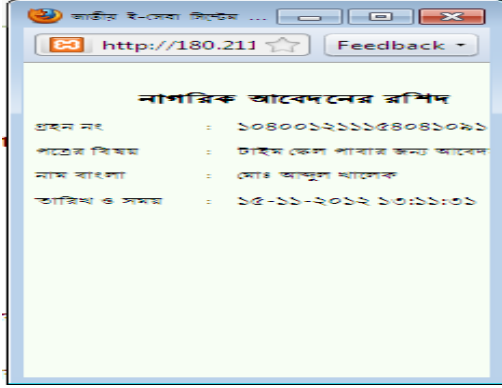 জাতীয় ই-সেবা সিস্টেম ...
http://180.211
Feedback
নাগরিক আবেদনের রশিদ
গ্রহন নং : ১০৪০০১২১১১৫৪০৪১০৯১
পত্রের বিষয় : টাইম স্কেল পাবার জন্য আবেদ
নাম বাংলা : মোঃ আব্দুল খালেক
তারিখ ও সময় : ১৫-১১-২০১২ ১৩:১১:৩১